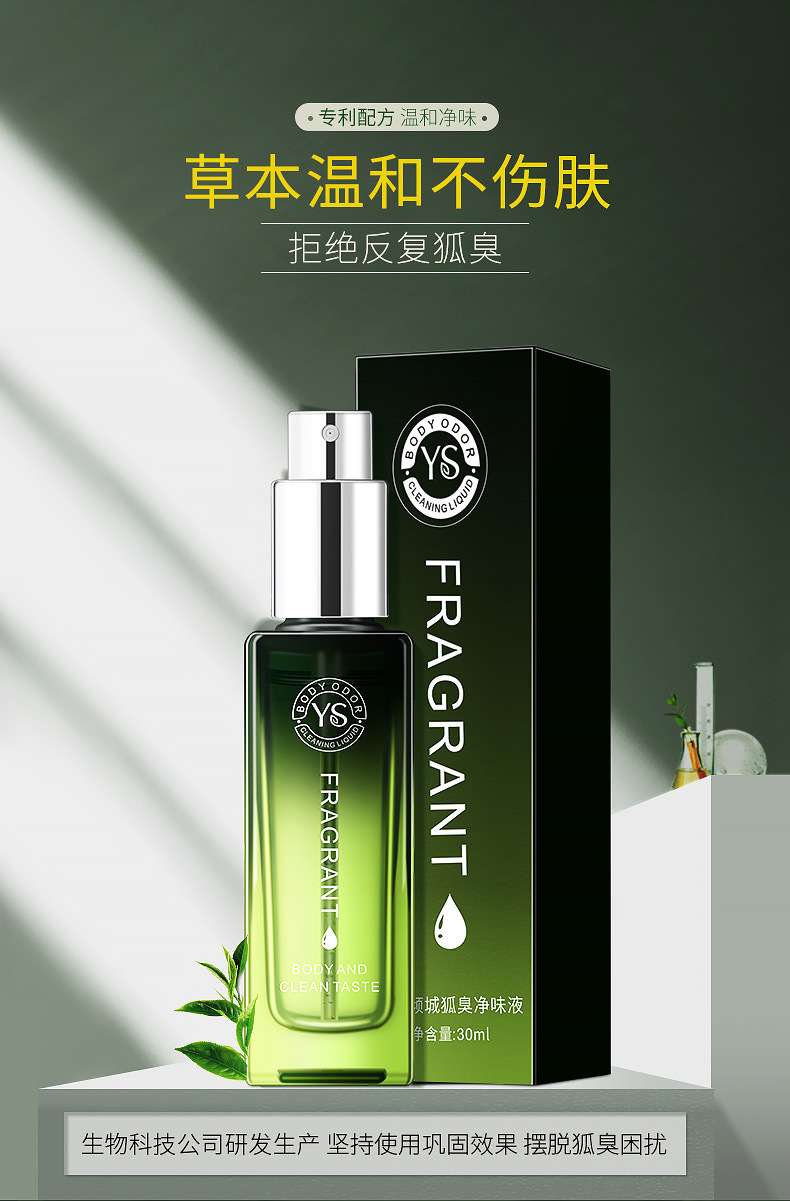 • 专利配方 温和净味 •
草本温和不伤肤
拒绝反复狐臭
BODY ODOR
YS
CLEANING LIQUID
FRAGRANT
BODY ODOR
YS
CLEANING LIQUID
FRAGRANT
BODY AND
CLEAN TASTE
倾城狐臭净味液
净含量:30ml
生物科技公司研发生产 坚持使用巩固效果 摆脱狐臭困扰